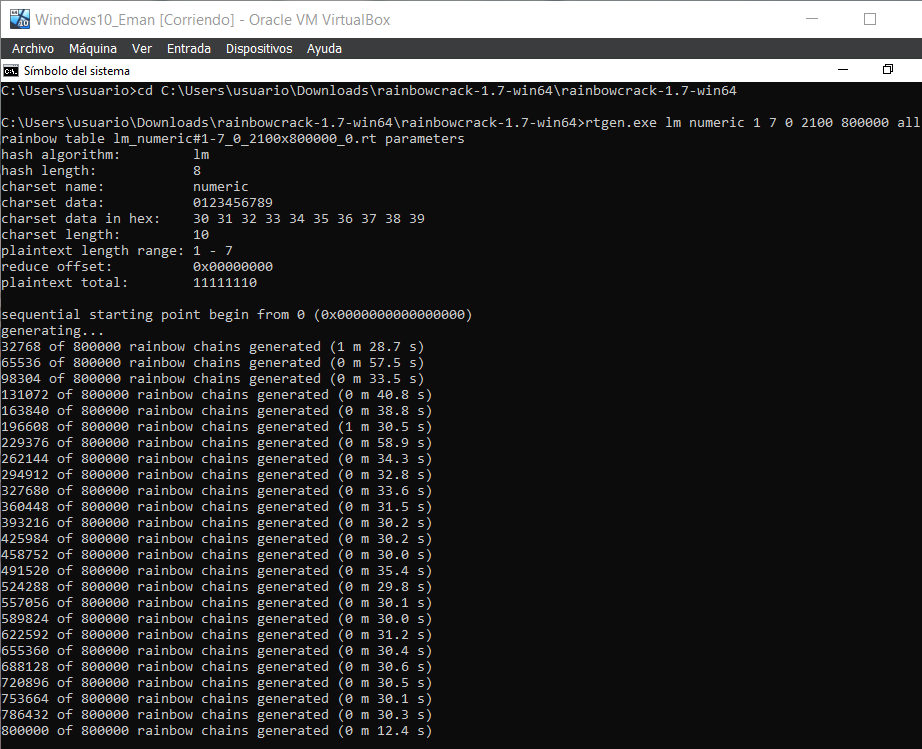 Windows10_Eman [Corriendo] - Oracle VM VirtualBox
Archivo Máquina Ver Entrada Dispositivos Ayuda
Símbolo del sistema
C:\Users\usuario>cd C:\Users\usuario\Downloads\rainbowcrack-1.7-win64\rainbowcrack-1.7-win64
C:\Users\usuario\Downloads\rainbowcrack-1.7-win64\rainbowcrack-1.7-win64>rtgen.exe lm numeric 1 7 0 2100 800000 all
rainbow table lm_numeric#1-7_0_2100x800000_0.rt parameters
hash algorithm: lm
hash length: 8
charset name: numeric
charset data: 0123456789
charset data in hex: 30 31 32 33 34 35 36 37 38 39
charset length: 10
plaintext length range: 1 - 7
reduce offset: 0x00000000
plaintext total: 11111110
sequential starting point begin from 0 (0x0000000000000000)
generating...
32768 of 800000 rainbow chains generated (1 m 28.7 s)
65536 of 800000 rainbow chains generated (0 m 57.5 s)
98304 of 800000 rainbow chains generated (0 m 33.5 s)
131072 of 800000 rainbow chains generated (0 m 40.8 s)
163840 of 800000 rainbow chains generated (0 m 38.8 s)
196608 of 800000 rainbow chains generated (1 m 30.5 s)
229376 of 800000 rainbow chains generated (0 m 58.9 s)
262144 of 800000 rainbow chains generated (0 m 34.3 s)
294912 of 800000 rainbow chains generated (0 m 32.8 s)
327680 of 800000 rainbow chains generated (0 m 33.6 s)
360448 of 800000 rainbow chains generated (0 m 31.5 s)
393216 of 800000 rainbow chains generated (0 m 30.2 s)
425984 of 800000 rainbow chains generated (0 m 30.2 s)
458752 of 800000 rainbow chains generated (0 m 30.0 s)
491520 of 800000 rainbow chains generated (0 m 35.4 s)
524288 of 800000 rainbow chains generated (0 m 29.8 s)
557056 of 800000 rainbow chains generated (0 m 30.1 s)
589824 of 800000 rainbow chains generated (0 m 30.0 s)
622592 of 800000 rainbow chains generated (0 m 31.2 s)
655360 of 800000 rainbow chains generated (0 m 30.4 s)
688128 of 800000 rainbow chains generated (0 m 30.6 s)
720896 of 800000 rainbow chains generated (0 m 30.5 s)
753664 of 800000 rainbow chains generated (0 m 30.1 s)
786432 of 800000 rainbow chains generated (0 m 30.3 s)
800000 of 800000 rainbow chains generated (0 m 12.4 s)